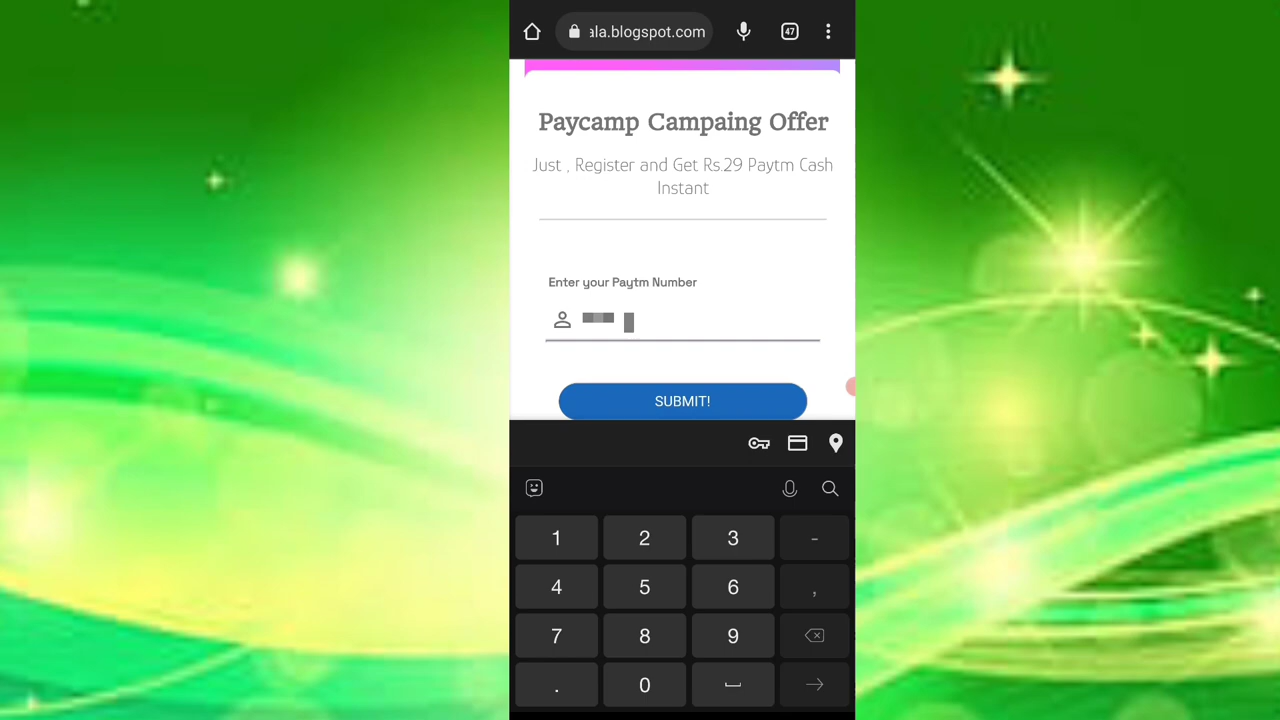 ala.blogspot.com
47
Paycamp Campaing Offer
Just , Register and Get Rs.29 Paytm Cash
Instant
Enter your Paytm Number
SUBMIT!
1 2 3 -
4 5 6 ,
7 8 9
. 0